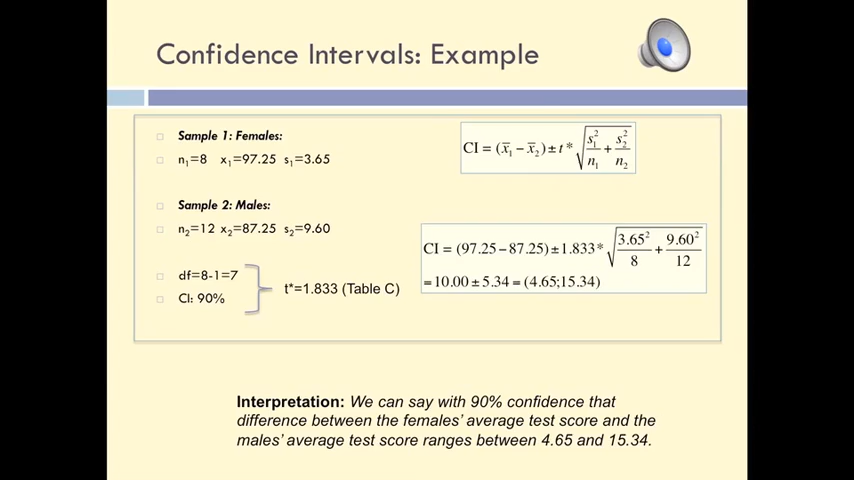 Confidence Intervals: Example
Sample 1: Females:
n₁=8 x₁=97.25 s₁=3.65
CI = (x̄₁ − x̄₂) ± t * √(s₁²/n₁ + s₂²/n₂)
Sample 2: Males:
n₂=12 x₂=87.25 s₂=9.60
CI = (97.25 − 87.25) ± 1.833 * √(3.65²/8 + 9.60²/12)
= 10.00 ± 5.34 = (4.65;15.34)
df=8-1=7
CI: 90%
t*=1.833 (Table C)
Interpretation: We can say with 90% confidence that
difference between the females’ average test score and the
males’ average test score ranges between 4.65 and 15.34.